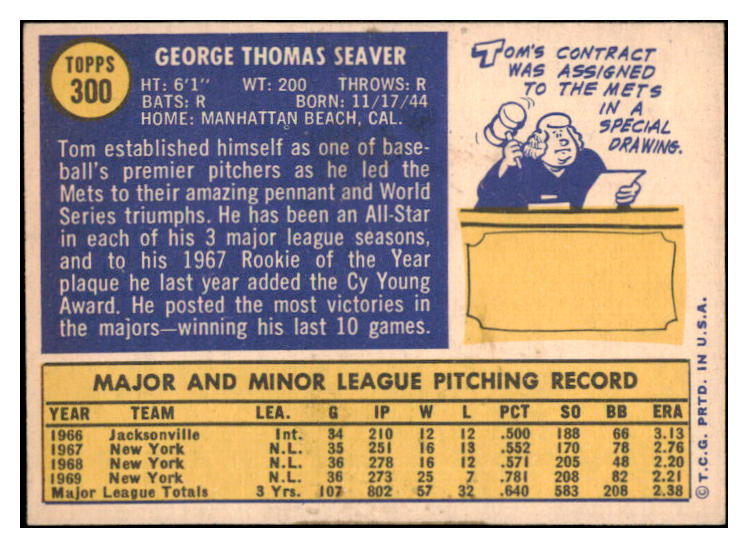 TOPPS
300
GEORGE THOMAS SEAVER
HT: 6'1" WT: 200 THROWS: R
BATS: R BORN: 11/17/44
HOME: MANHATTAN BEACH, CAL.
Tom established himself as one of base-
ball's premier pitchers as he led the
Mets to their amazing pennant and World
Series triumphs. He has been an All-Star
in each of his 3 major league seasons,
and to his 1967 Rookie of the Year
plaque he last year added the Cy Young
Award. He posted the most victories in
the majors—winning his last 10 games.
TOM'S CONTRACT
WAS ASSIGNED
TO THE METS
IN A
SPECIAL
DRAWING.
MAJOR AND MINOR LEAGUE PITCHING RECORD
YEAR TEAM LEA. G IP W L PCT SO BB ERA
1966 Jacksonville Int. 34 210 12 12 .500 188 66 3.13
1967 New York N.L. 35 251 16 13 .552 170 78 2.76
1968 New York N.L. 36 278 16 12 .571 205 48 2.20
1969 New York N.L. 36 273 25 7 .781 208 82 2.21
Major League Totals 3 Yrs. 107 802 57 32 .640 583 208 2.38
© T.C.G. PRTD. IN U.S.A.